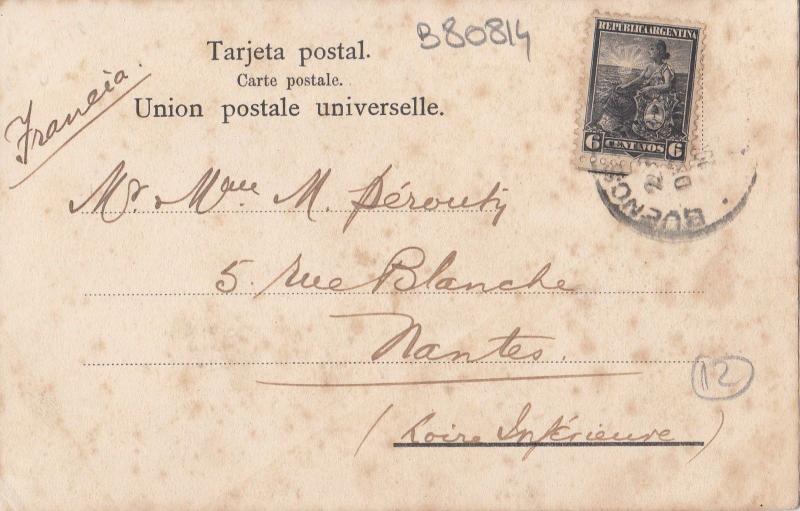 B80814
Tarjeta postal.
Carte postale.
Union postale universelle.
Francia.
REPUBLICA ARGENTINA
6 CENTAVOS 6
BUENOS
Mr. Mme M. Pérouty
5. rue Blanche
Nantes.
12
(Loire Inférieure)